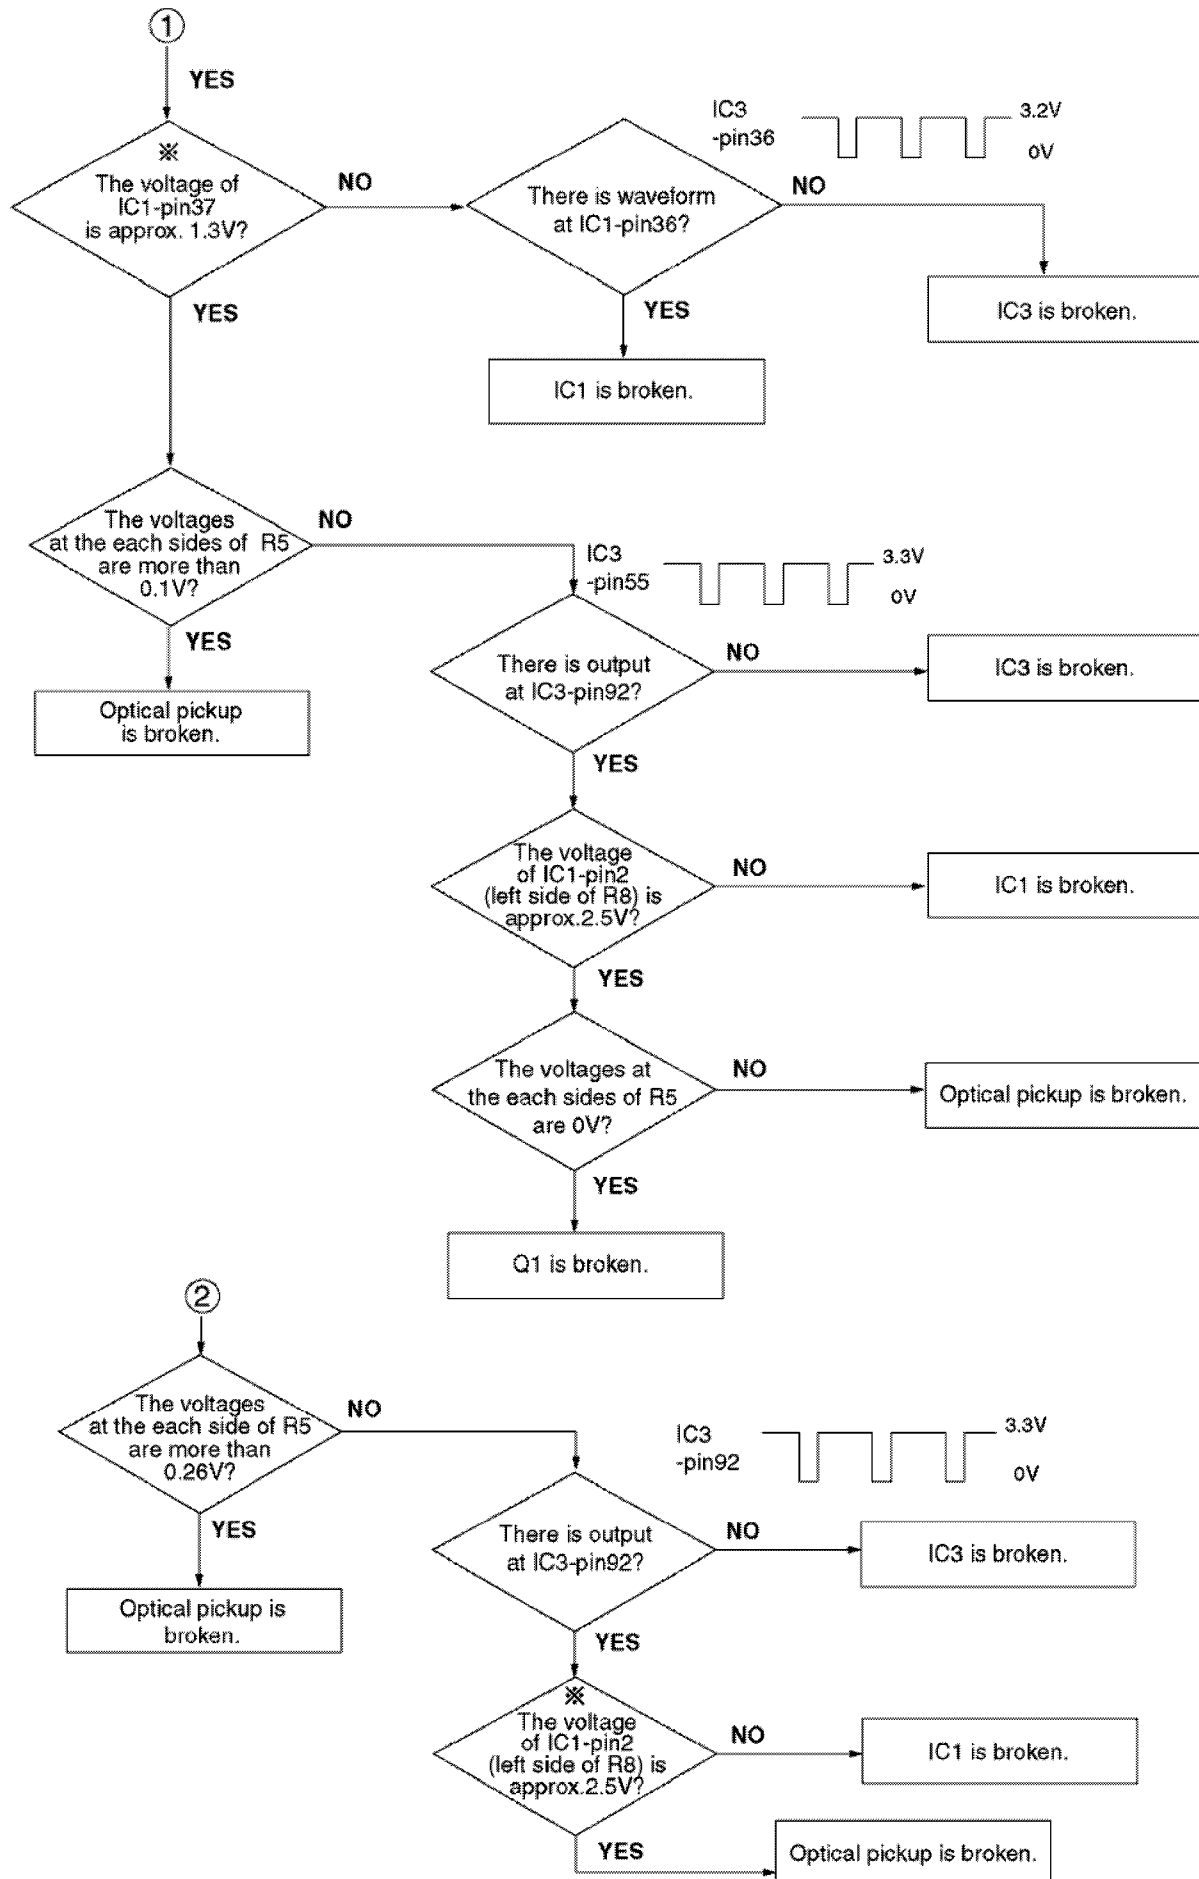 ①
YES
※
The voltage of
IC1-pin37
is approx. 1.3V?
NO
There is waveform
at IC1-pin36?
IC3
-pin36
3.2V
0V
NO
IC3 is broken.
YES
IC1 is broken.
YES
The voltages
at the each sides of R5
are more than
0.1V?
NO
YES
Optical pickup
is broken.
IC3
-pin55
3.3V
0V
There is output
at IC3-pin92?
NO
IC3 is broken.
YES
The voltage
of IC1-pin2
(left side of R8) is
approx.2.5V?
NO
IC1 is broken.
YES
The voltages at
the each sides of R5
are 0V?
NO
Optical pickup is broken.
YES
Q1 is broken.
②
The voltages
at the each side of R5
are more than
0.26V?
NO
YES
Optical pickup is
broken.
IC3
-pin92
3.3V
0V
There is output
at IC3-pin92?
NO
IC3 is broken.
YES
※
The voltage
of IC1-pin2
(left side of R8) is
approx.2.5V?
NO
IC1 is broken.
YES
Optical pickup is broken.